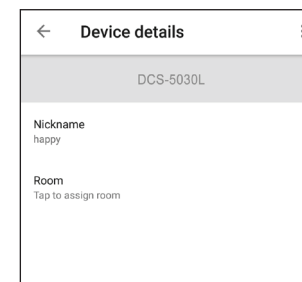 Device details
DCS-5030L
Nickname
happy
Room
Tap to assign room